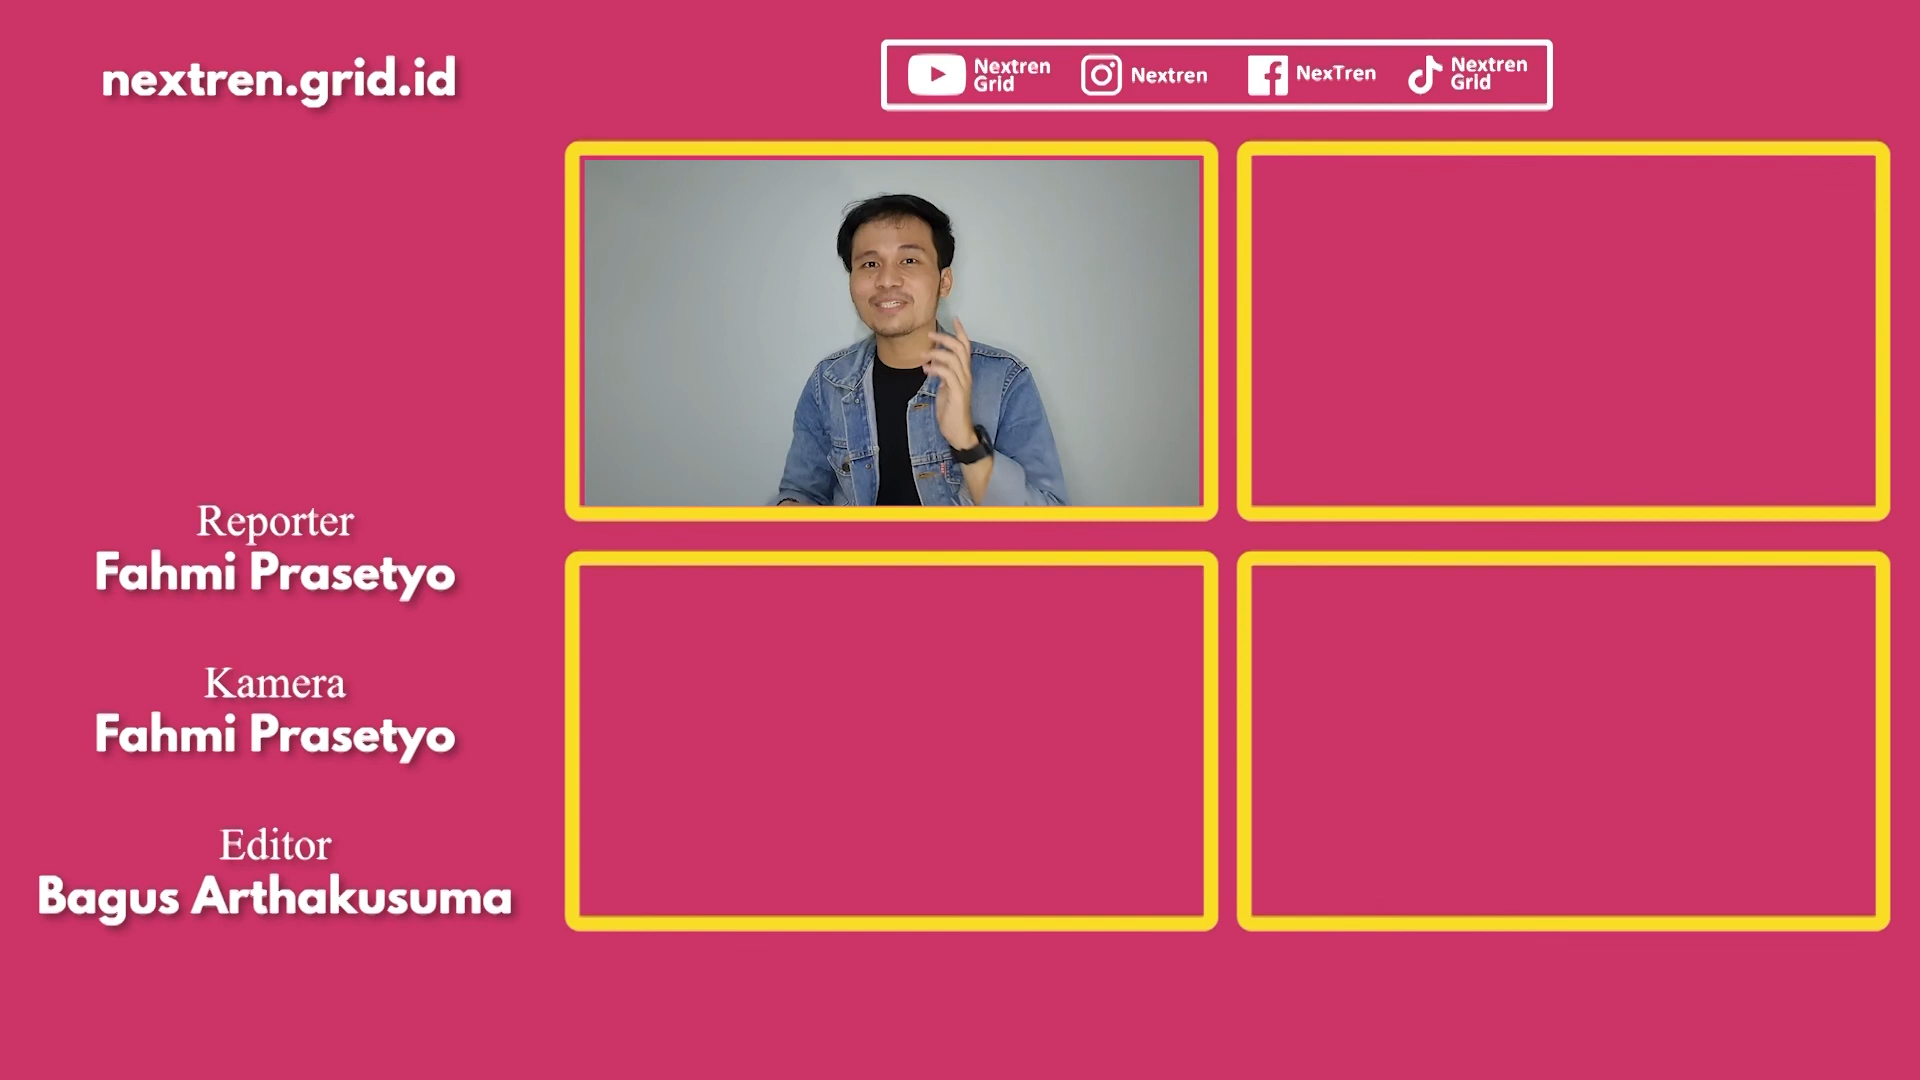 nextren.grid.id
Nextren
Grid
Nextren
NexTren
Nextren
Grid
Reporter
Fahmi Prasetyo
Kamera
Fahmi Prasetyo
Editor
Bagus Arthakusuma